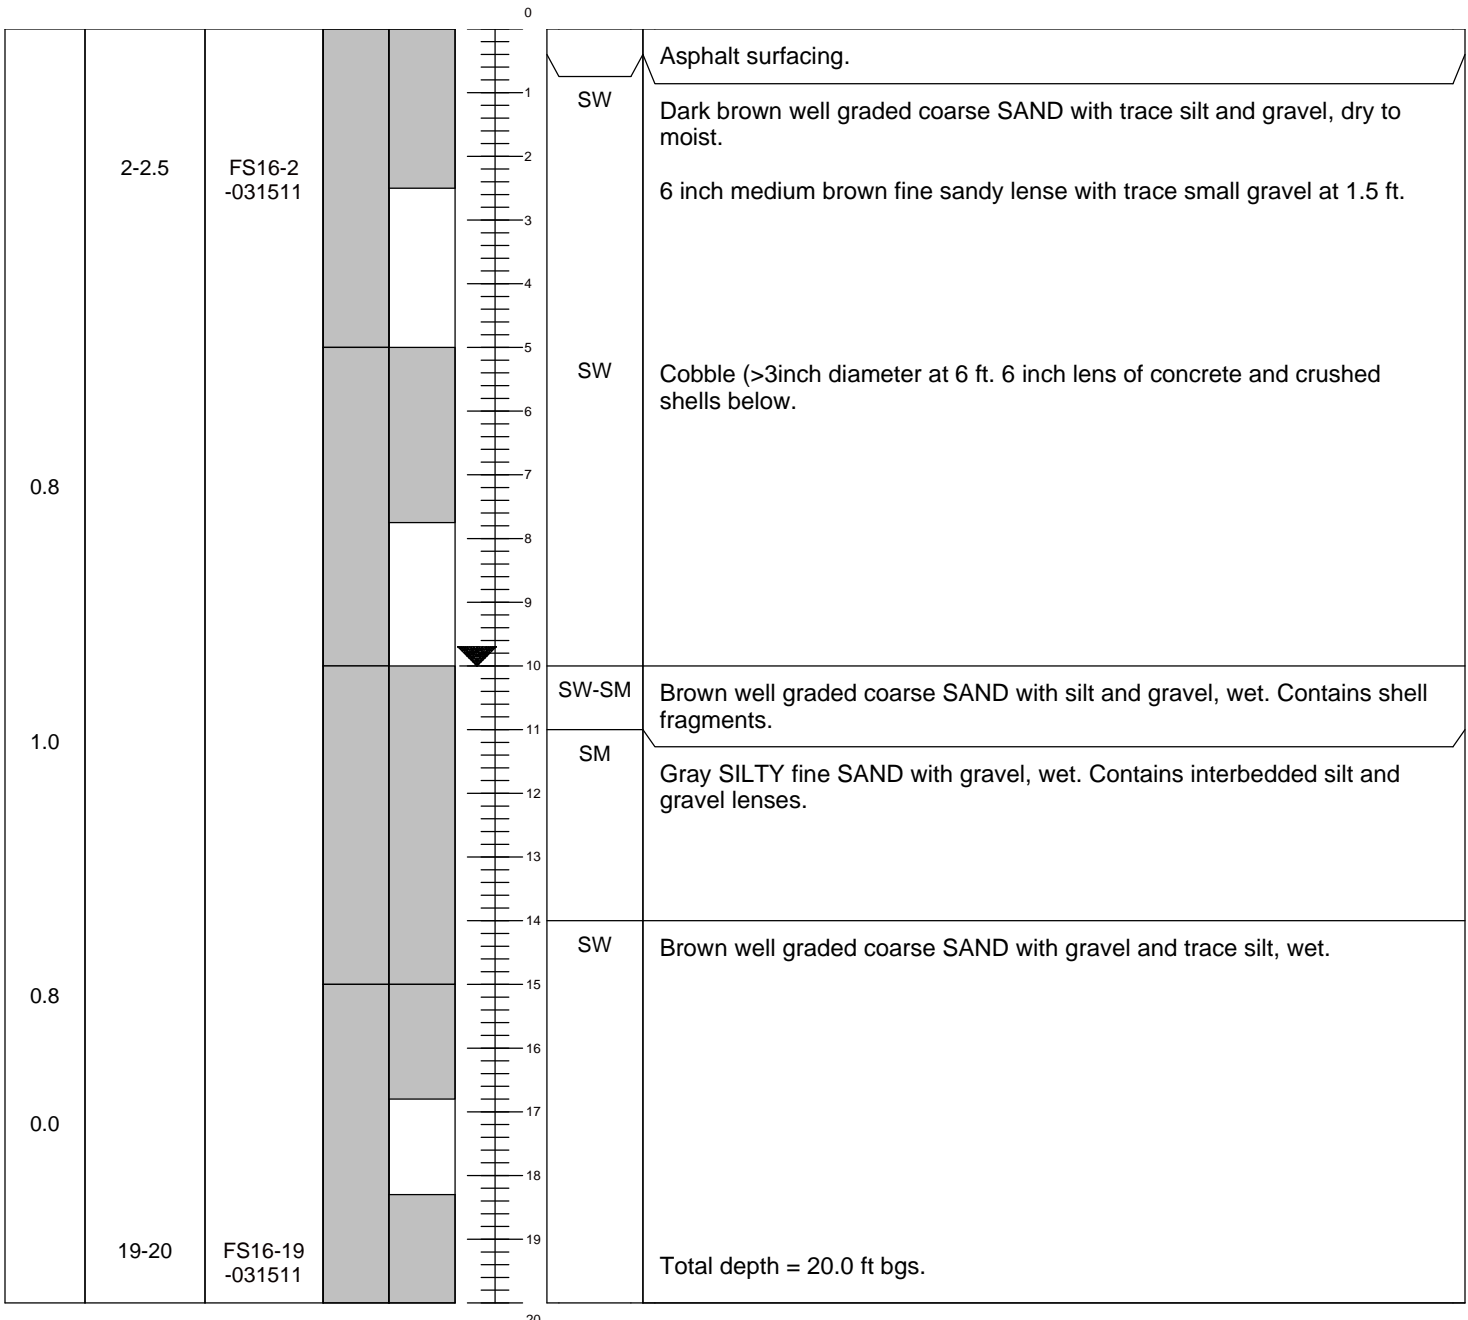 0
Asphalt surfacing.
1
SW
Dark brown well graded coarse SAND with trace silt and gravel, dry to
moist.
2
2-2.5
FS16-2
-031511
6 inch medium brown fine sandy lense with trace small gravel at 1.5 ft.
3
4
5
SW
Cobble (>3inch diameter at 6 ft. 6 inch lens of concrete and crushed
shells below.
6
7
0.8
8
9
10
SW-SM
Brown well graded coarse SAND with silt and gravel, wet. Contains shell
fragments.
11
1.0
SM
Gray SILTY fine SAND with gravel, wet. Contains interbedded silt and
gravel lenses.
12
13
14
SW
Brown well graded coarse SAND with gravel and trace silt, wet.
15
0.8
16
17
0.0
18
19
19-20
FS16-19
-031511
Total depth = 20.0 ft bgs.
20